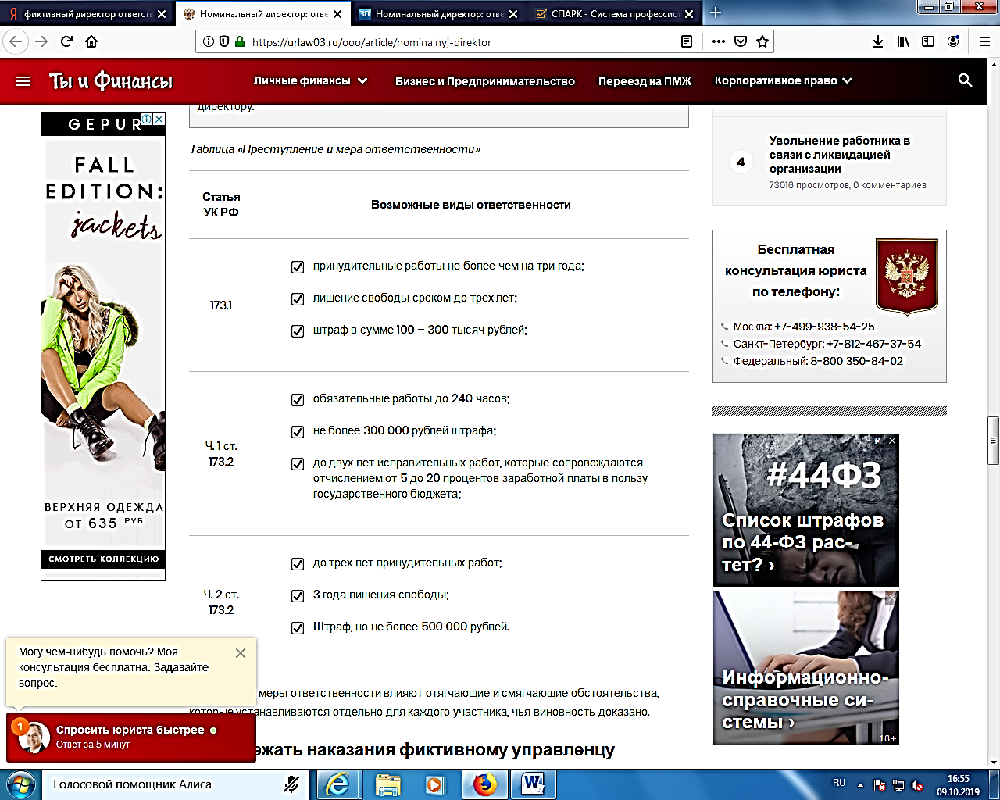 фиктивный директор ответств
Номинальный директор: отве
Номинальный директор: отве
СПАРК - Система профессио
https://urlaw03.ru/ooo/article/nominalnyj-direktor
Ты и Финансы
Личные финансы
Бизнес и Предпринимательство
Переезд на ПМЖ
Корпоративное право
директору.
Таблица «Преступление и мера ответственности»
Статья
УК РФ
Возможные виды ответственности
173.1
принудительные работы не более чем на три года;
лишение свободы сроком до трех лет;
штраф в сумме 100 – 300 тысяч рублей;
Ч. 1 ст.
173.2
обязательные работы до 240 часов;
не более 300 000 рублей штрафа;
до двух лет исправительных работ, которые сопровождаются
отчислением от 5 до 20 процентов заработной платы в пользу
государственного бюджета;
Ч. 2 ст.
173.2
до трех лет принудительных работ;
3 года лишения свободы;
Штраф, но не более 500 000 рублей.
меры ответственности влияют отягчающие и смягчающие обстоятельства,
которые устанавливаются отдельно для каждого участника, чья виновность доказано.
ежать наказания фиктивному управленцу
GEPUR
FALL
EDITION:
jackets
ВЕРХНЯЯ ОДЕЖДА
ОТ 635 РУБ
СМОТРЕТЬ КОЛЛЕКЦИЮ
4
Увольнение работника в
связи с ликвидацией
организации
73016 просмотров, 0 комментариев
Бесплатная
консультация юриста
по телефону:
Москва: +7-499-938-54-25
Санкт-Петербург: +7-812-467-37-54
Федеральный: 8-800 350-84-02
#44ФЗ
Список штрафов
по 44-ФЗ рас-
тет? ›
Информационно-
справочные си-
стемы ›
18+
Могу чем-нибудь помочь? Моя
консультация бесплатна. Задавайте
вопрос.
1
Спросить юриста быстрее
Ответ за 5 минут
Голосовой помощник Алиса
RU
16:55
09.10.2019